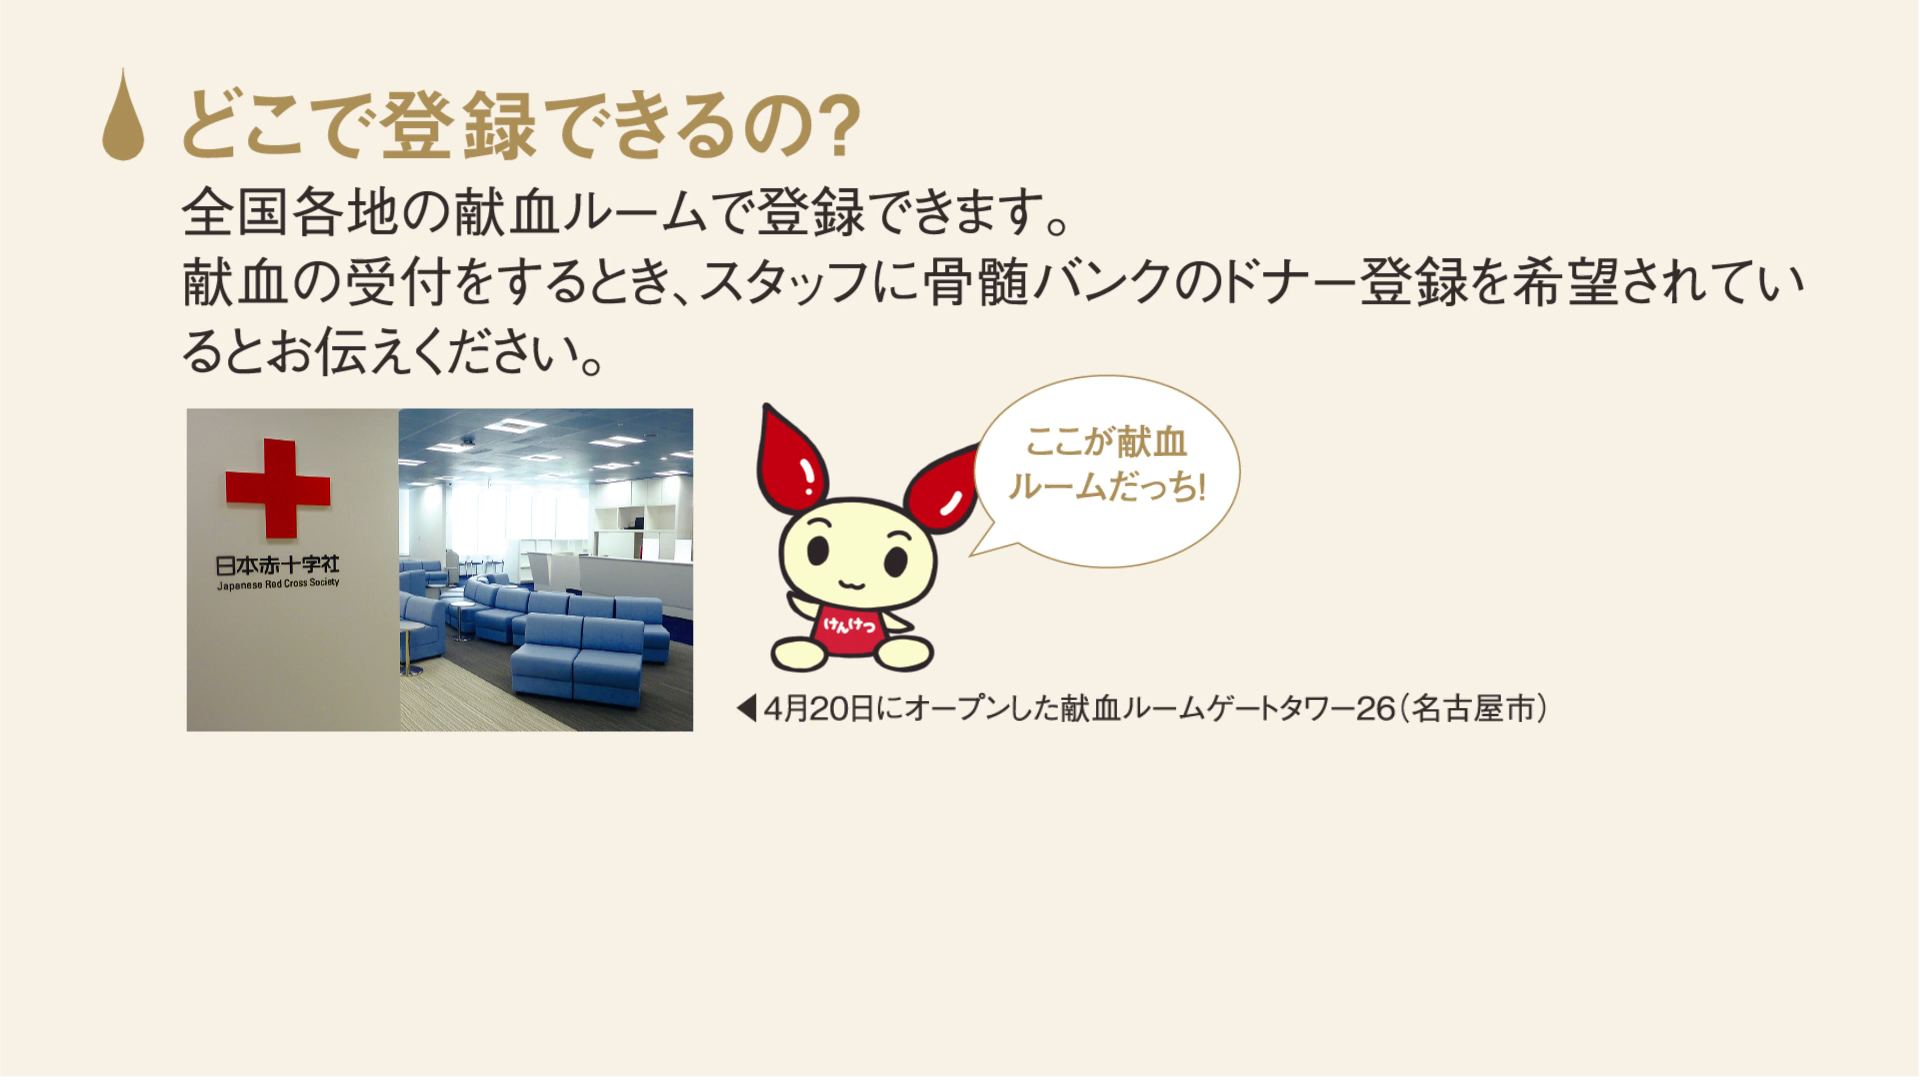 どこで登録できるの?
全国各地の献血ルームで登録できます。
献血の受付をするとき、スタッフに骨髄バンクのドナー登録を希望されてい
るとお伝えください。
ここが献血
ルームだっち!
日本赤十字社
Japanese Red Cross Society
けんけつ
◀4月20日にオープンした献血ルームゲートタワー26(名古屋市)